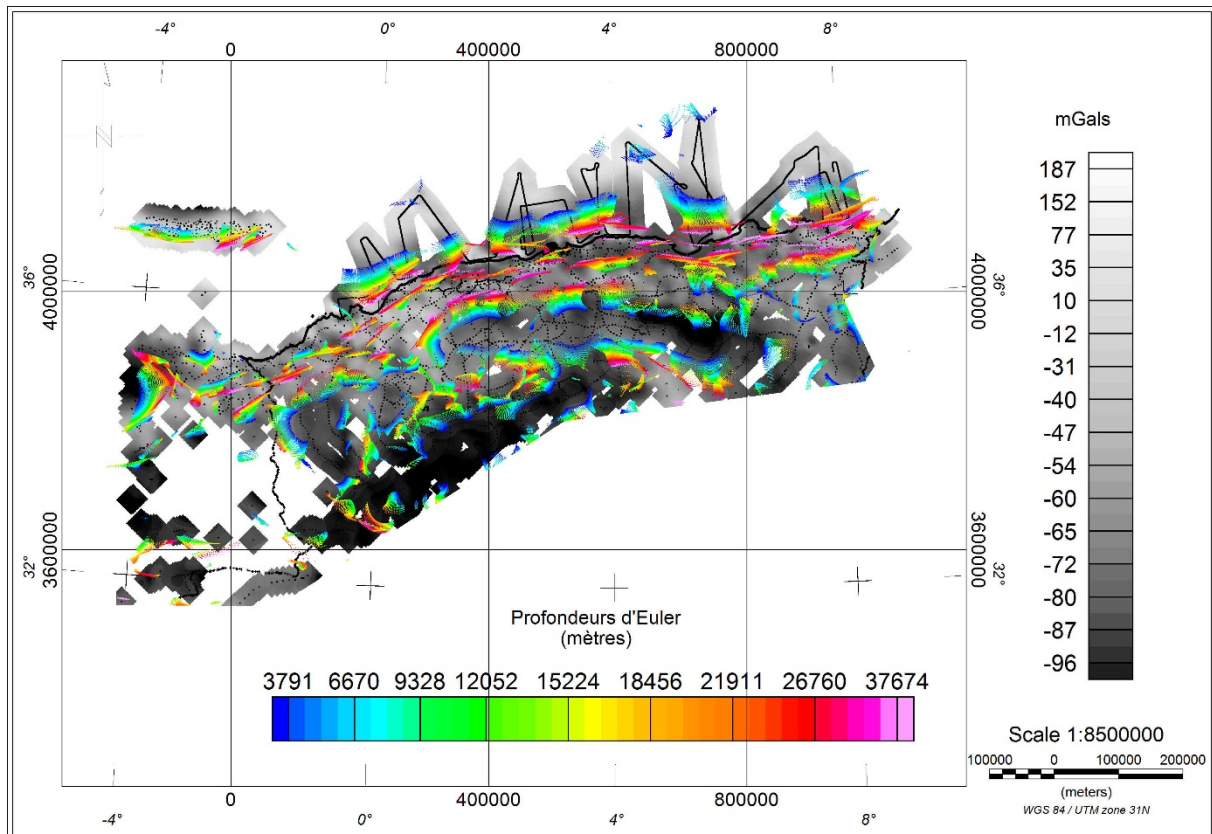 -4° 0° 4° 8°
0 400000 800000
mGals
187
152
77
35
10
-12
-31
-40
-47
-54
-60
-65
-72
-80
-87
-96
N
36° 4000000
4000000 36°
32° 3600000
3600000 32°
Profondeurs d'Euler
(mètres)
3791 6670 9328 12052 15224 18456 21911 26760 37674
Scale 1:8500000
100000 0 100000 200000
(meters)
WGS 84 / UTM zone 31N
0 400000 800000
-4° 0° 4° 8°